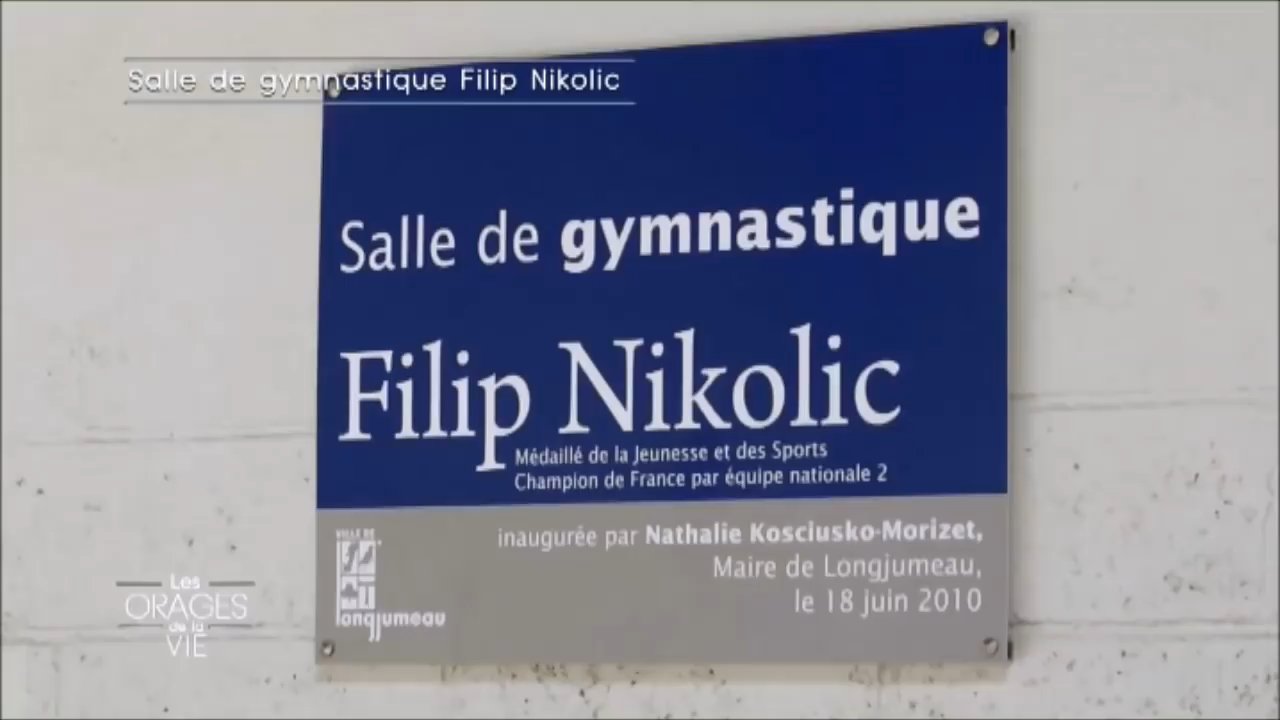 Salle de gymnastique Filip Nikolic
Salle de gymnastique
Filip Nikolic
Médaillé de la Jeunesse et des Sports
Champion de France par équipe nationale 2
inaugurée par Nathalie Kosciusko-Morizet,
Maire de Longjumeau,
le 18 juin 2010
VILLE DE
longjumeau
Les
ORAGES
de la
VIE